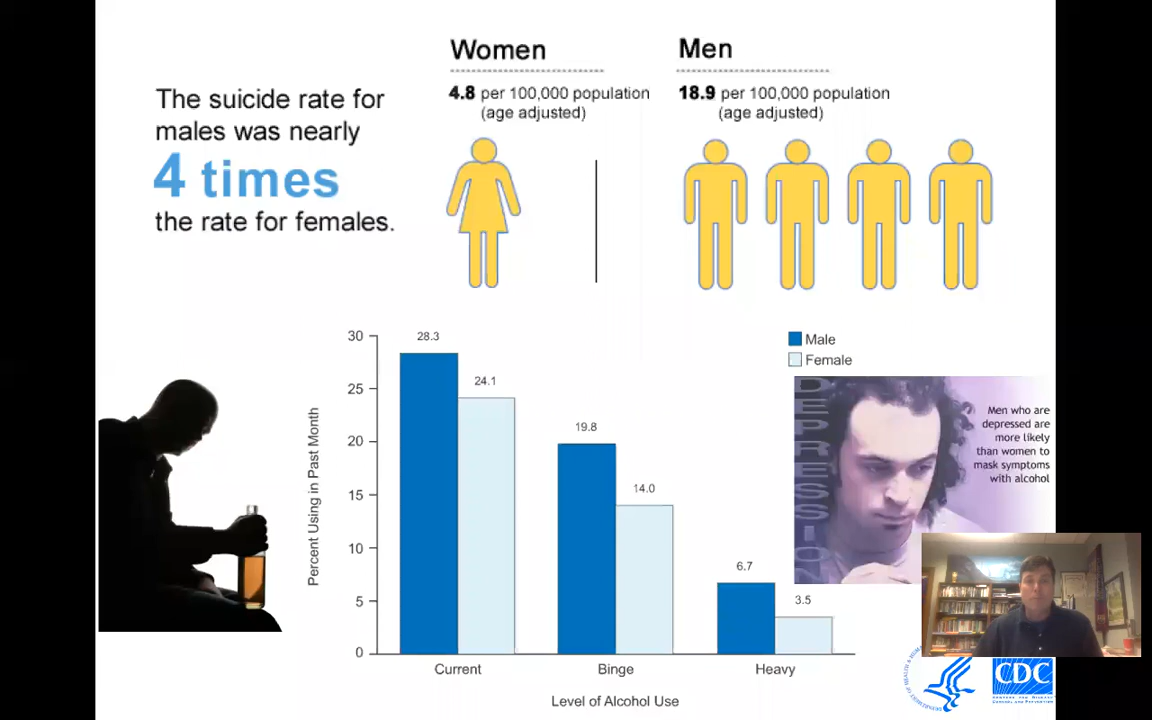 The suicide rate for
males was nearly
4 times
the rate for females.
Women
4.8 per 100,000 population
(age adjusted)
Men
18.9 per 100,000 population
(age adjusted)
Percent Using in Past Month
30
25
20
15
10
5
0
28.3
24.1
19.8
14.0
6.7
3.5
Current
Binge
Heavy
Level of Alcohol Use
Male
Female
DEPRESSION
Men who are
depressed are
more likely
than women to
mask symptoms
with alcohol
CDC